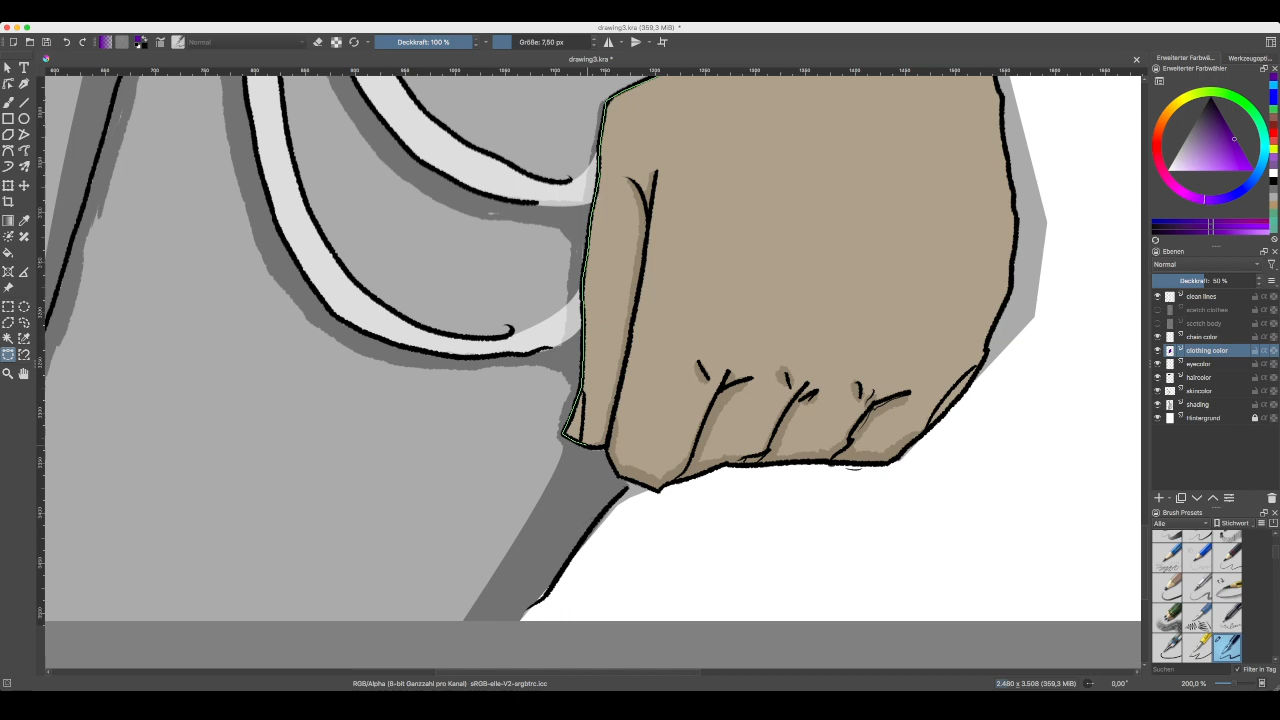 drawing3.kra (359,3 MiB) *
Normal
Deckkraft: 100 %
Größe: 7,50 px
drawing3.kra *
Erweiterter Farbwä...
Werkzeugopti...
Erweiterter Farbwähler
Ebenen
Normal
Deckkraft: 50 %
clean lines
scetch clothes
scetch body
chain color
clothing color
eyecolor
haircolor
skincolor
shading
Hintergrund
Brush Presets
Alle
Stichwort
Suchen
Filter in Tag
RGB/Alpha (8-bit Ganzzahl pro Kanal) sRGB-elle-V2-srgbtrc.icc
2.480 x 3.508 (359,3 MiB)
0,00°
200,0 %